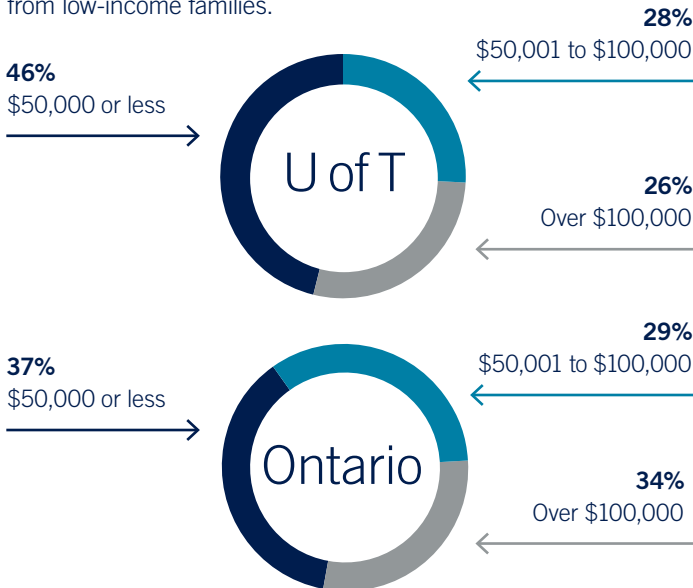 from low-income families.
28%
$50,001 to $100,000
46%
$50,000 or less
U of T
26%
Over $100,000
29%
$50,001 to $100,000
37%
$50,000 or less
Ontario
34%
Over $100,000